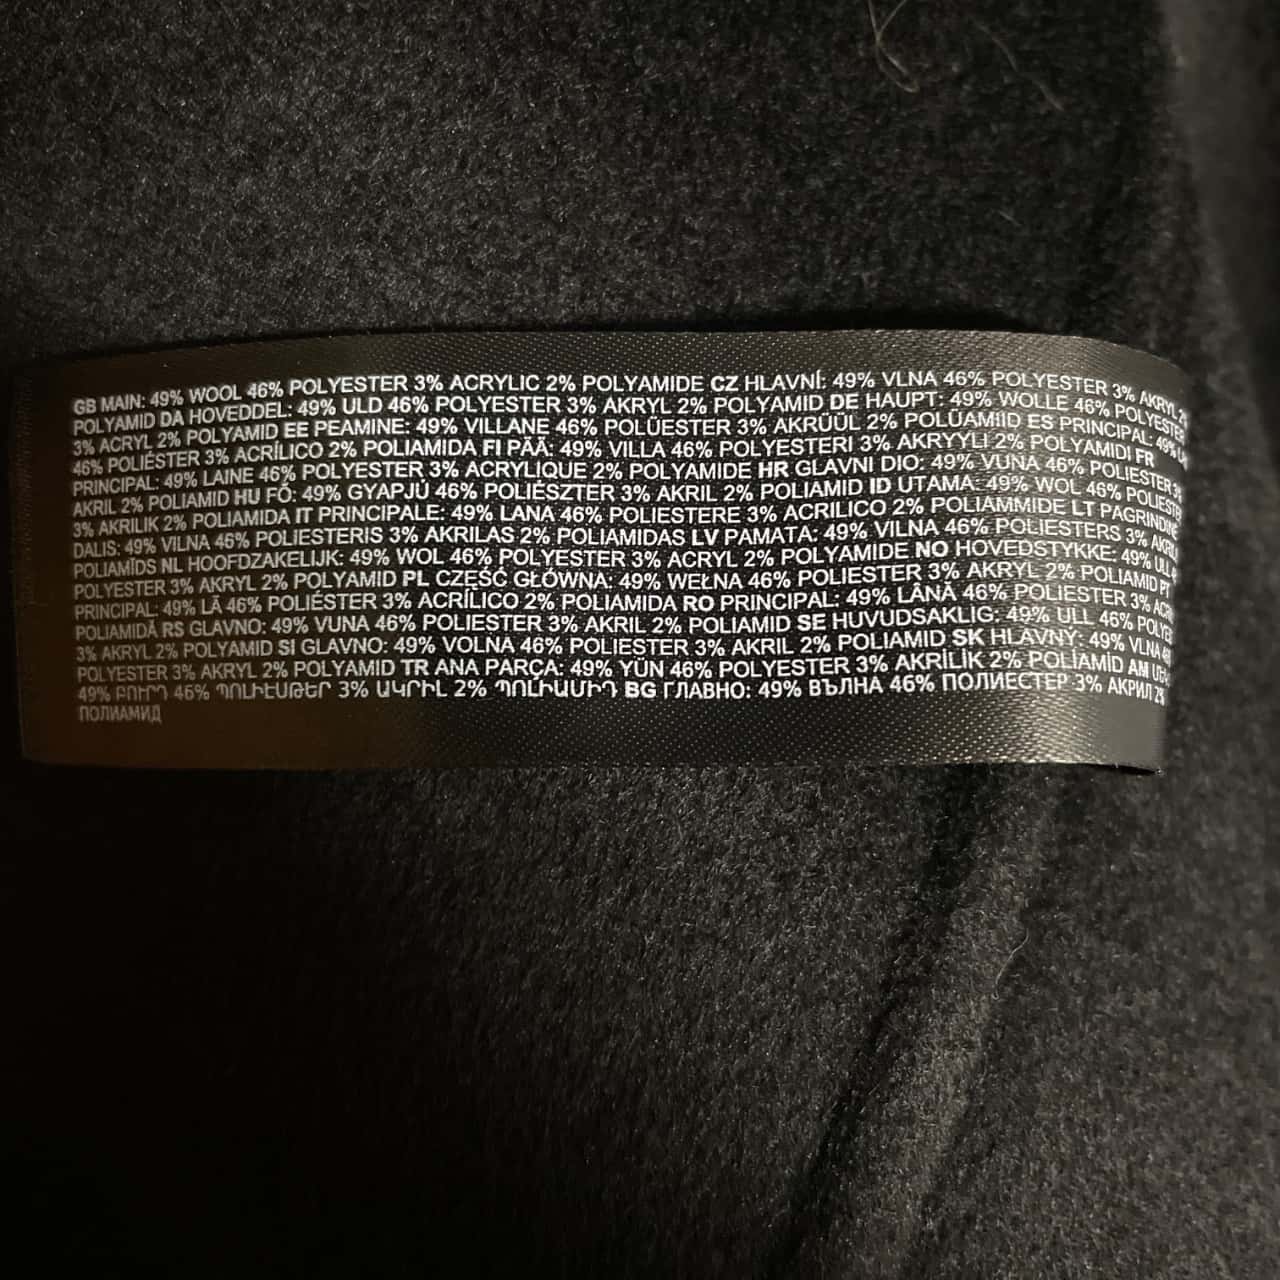 GB MAIN: 49% WOOL 46% POLYESTER 3% ACRYLIC 2% POLYAMIDE CZ HLAVNÍ: 49% VLNA 46% POLYESTER 3% AKRYL 2%
POLYAMID DA HOVEDDEL: 49% ULD 46% POLYESTER 3% AKRYL 2% POLYAMID DE HAUPT: 49% WOLLE 46% POLYESTER
3% ACRYL 2% POLYAMID EE PEAMINE: 49% VILLANE 46% POLÜESTER 3% AKRÜÜL 2% POLÜAMIID ES PRINCIPAL: 49%
46% POLIÉSTER 3% ACRÍLICO 2% POLIAMIDA FI PÄÄ: 49% VILLA 46% POLYESTERI 3% AKRYYLI 2% POLYAMIDI FR
PRINCIPAL: 49% LAINE 46% POLYESTER 3% ACRYLIQUE 2% POLYAMIDE HR GLAVNI DIO: 49% VUNA 46% POLIESTER 3%
AKRIL 2% POLIAMID HU FŐ: 49% GYAPJÚ 46% POLIÉSZTER 3% AKRIL 2% POLIAMID ID UTAMA: 49% WOL 46% POLIESTER
3% AKRILIK 2% POLIAMIDA IT PRINCIPALE: 49% LANA 46% POLIESTERE 3% ACRILICO 2% POLIAMMIDE LT PAGRINDINĖ
DALIS: 49% VILNA 46% POLIESTERIS 3% AKRILAS 2% POLIAMIDAS LV PAMATA: 49% VILNA 46% POLIESTERS 3%
POLIAMĪDS NL HOOFDZAKELIJK: 49% WOL 46% POLYESTER 3% ACRYL 2% POLYAMIDE NO HOVEDSTYKKE: 49% ULL
POLYESTER 3% AKRYL 2% POLYAMID PL CZĘŚĆ GŁÓWNA: 49% WEŁNA 46% POLIESTER 3% AKRYL 2% POLIAMID PT
PRINCIPAL: 49% LÃ 46% POLIÉSTER 3% ACRÍLICO 2% POLIAMIDA RO PRINCIPAL: 49% LÂNĂ 46% POLIESTER 3%
POLIAMIDĂ RS GLAVNO: 49% VUNA 46% POLIESTER 3% AKRIL 2% POLIAMID SE HUVUDSAKLIG: 49% ULL 46%
3% AKRYL 2% POLYAMID SI GLAVNO: 49% VOLNA 46% POLIESTER 3% AKRIL 2% POLIAMID SK HLAVNÝ: 49% VLNA
POLYESTER 3% AKRYL 2% POLYAMID TR ANA PARÇA: 49% YÜN 46% POLYESTER 3% AKRİLİK 2% POLİAMİD AM
49% ԲՈՒՐԴ 46% ՊՈԼԻԷՍԹԵՐ 3% ԱԿՐԻԼ 2% ՊՈԼԻԱՄԻԴ BG ГЛАВНО: 49% ВЪЛНА 46% ПОЛИЕСТЕР 3% АКРИЛ 2%
ПОЛИАМИД